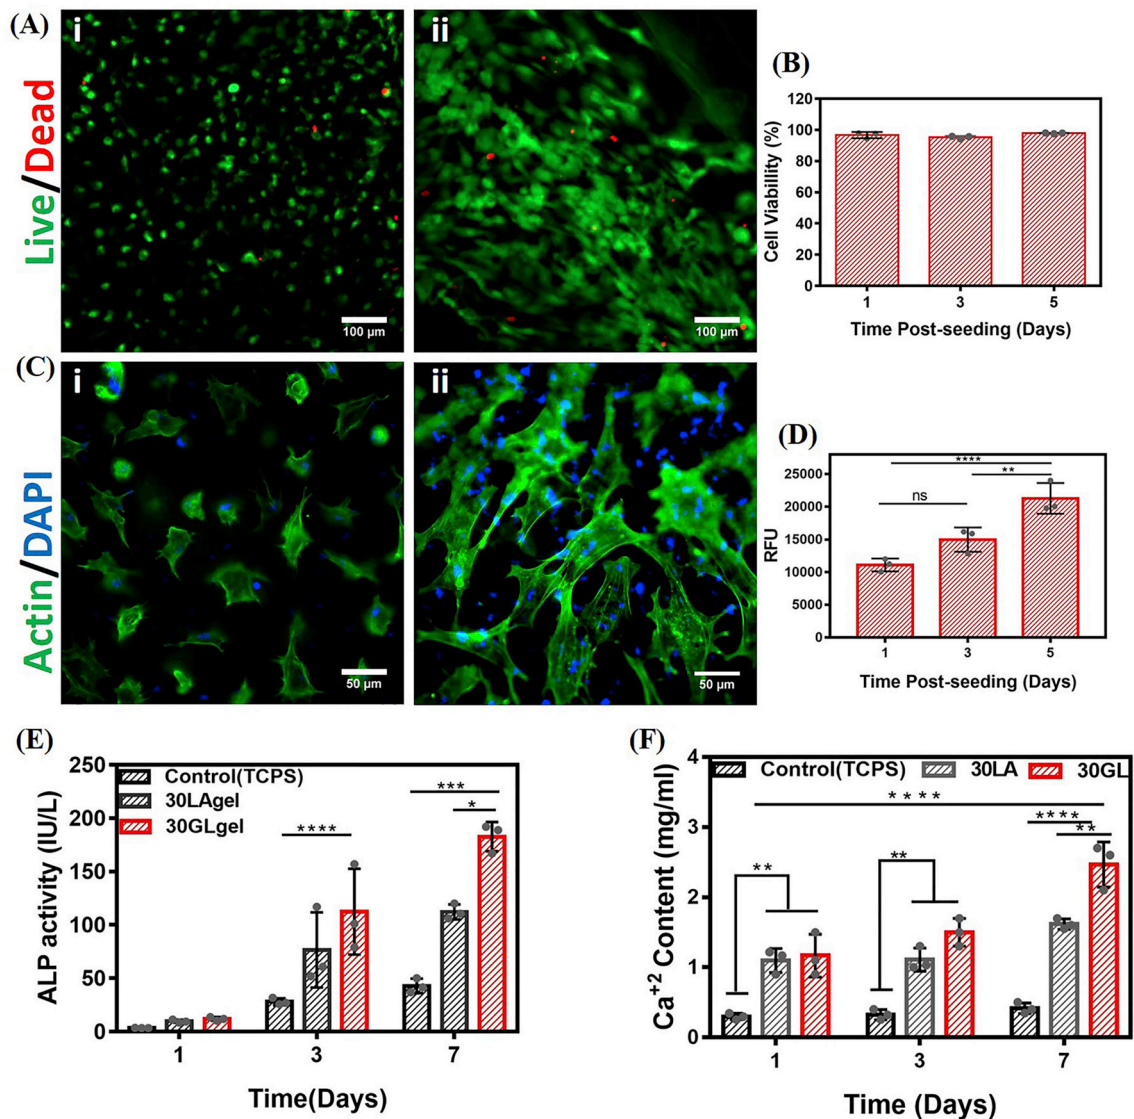 (A)
i
ii
Live/Dead
100 µm
100 µm
(B)
120
100
80
60
40
20
0
Cell Viabillity (%)
1
3
5
Time Post-seeding (Days)
(C)
i
ii
Actin/DAPI
50 µm
50 µm
(D)
****
**
ns
25000
20000
15000
10000
5000
0
RFU
1
3
5
Time Post-seeding (Days)
(E)
250
200
150
100
50
0
ALP activity (IU/L)
Control(TCPS)
30LAgel
30GLgel
****
***
*
1
3
7
Time(Days)
(F)
4
3
2
1
0
Ca+2 Content (mg/ml)
Control(TCPS) 30LA 30GL
****
****
**
**
**
1
3
7
Time (Days)